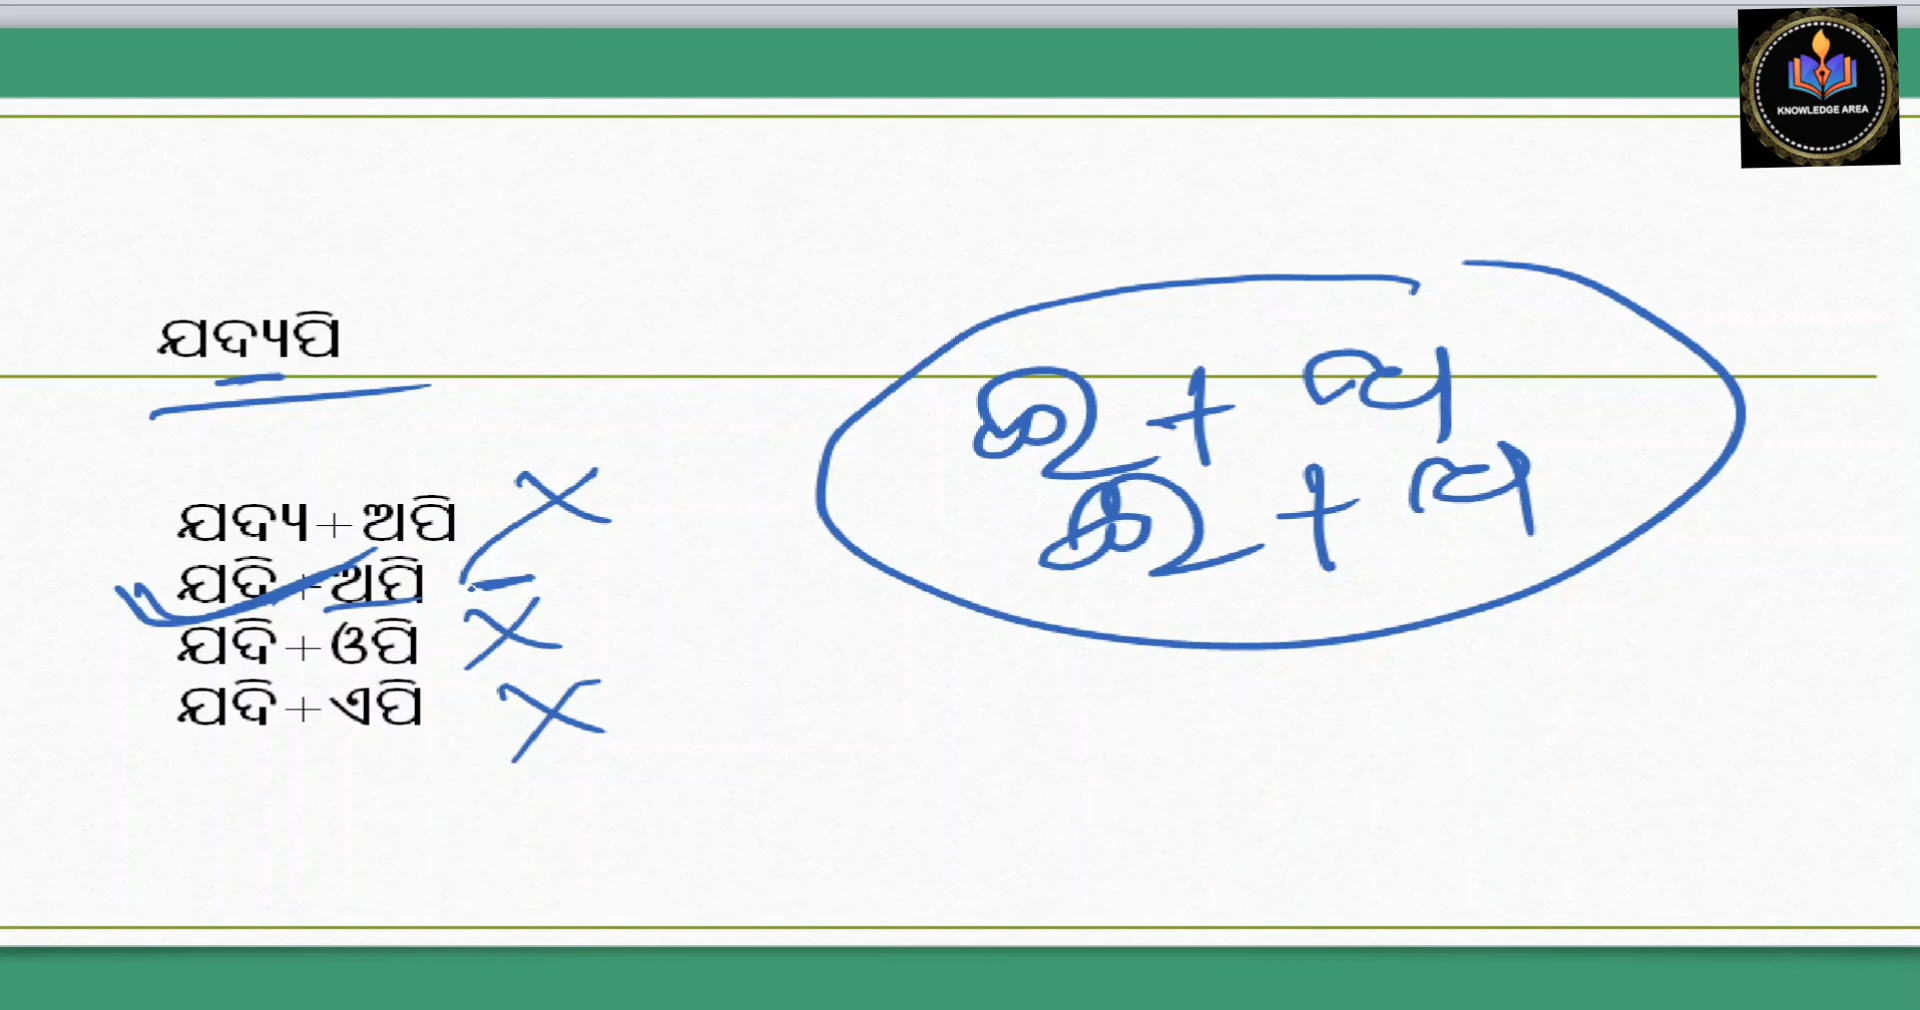 KNOWLEDGE AREA
ଯଦ୍ୟପି
ଯଦ୍ୟ+ଅପି
ଯଦି+ଅପି
ଯଦି+ଓପି
ଯଦି+ଏପି
ଇ + ଅ
ଈ + ଅ